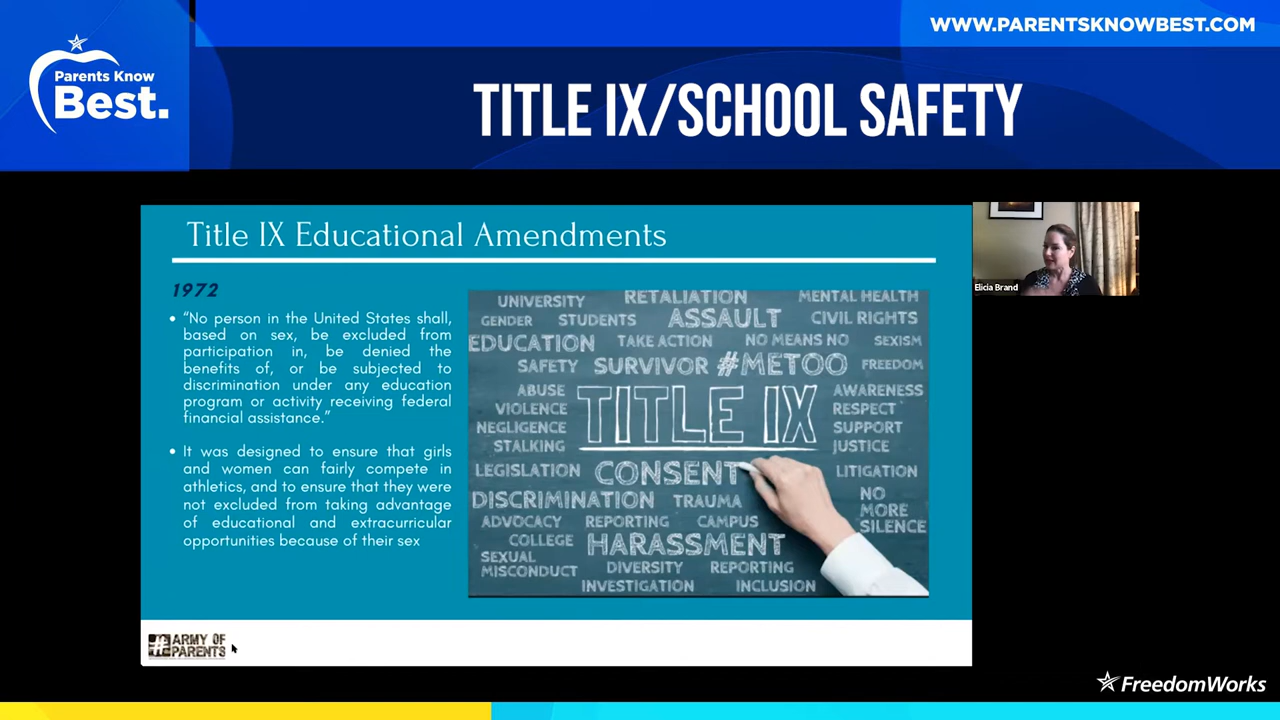 WWW.PARENTSKNOWBEST.COM
Parents Know
Best.
TITLE IX/SCHOOL SAFETY
Title IX Educational Amendments
1972
• “No person in the United States shall,
based on sex, be excluded from
participation in, be denied the
benefits of, or be subjected to
discrimination under any education
program or activity receiving federal
financial assistance.”
• It was designed to ensure that girls
and women can fairly compete in
athletics, and to ensure that they were
not excluded from taking advantage
of educational and extracurricular
opportunities because of their sex
UNIVERSITY RETALIATION MENTAL HEALTH
GENDER STUDENTS ASSAULT CIVIL RIGHTS
EDUCATION TAKE ACTION NO MEANS NO SEXISM
SAFETY SURVIVOR #METOO FREEDOM
ABUSE
VIOLENCE
NEGLIGENCE
STALKING
TITLE IX
AWARENESS
RESPECT
SUPPORT
JUSTICE
LEGISLATION CONSENT LITIGATION
DISCRIMINATION TRAUMA
NO
MORE
SILENCE
ADVOCACY REPORTING CAMPUS
COLLEGE HARASSMENT
SEXUAL
MISCONDUCT
DIVERSITY REPORTING
INVESTIGATION INCLUSION
Elicia Brand
# ARMY OF
PARENTS
FreedomWorks